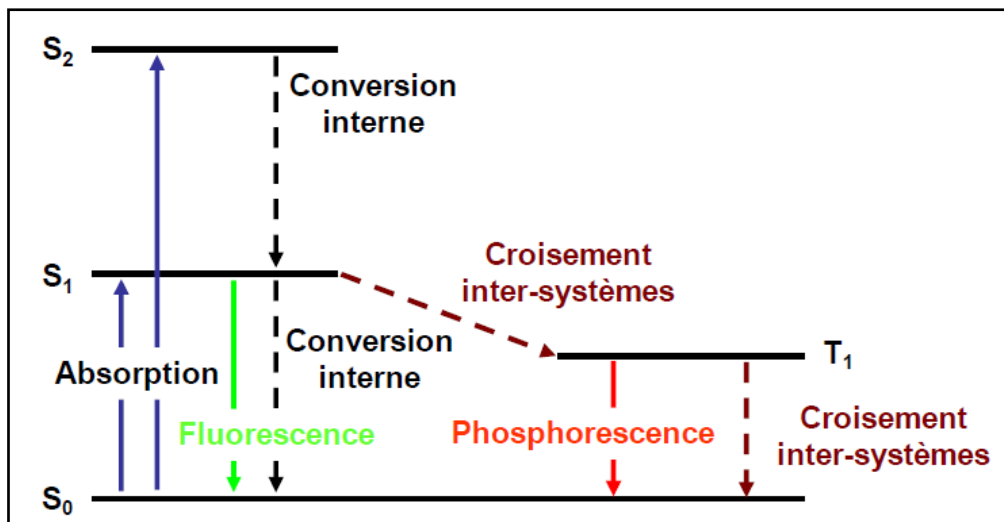 S₂
Conversion
interne
S₁
Croisement
inter-systèmes
Conversion
interne
T₁
Absorption
Fluorescence
Phosphorescence
Croisement
inter-systèmes
S₀